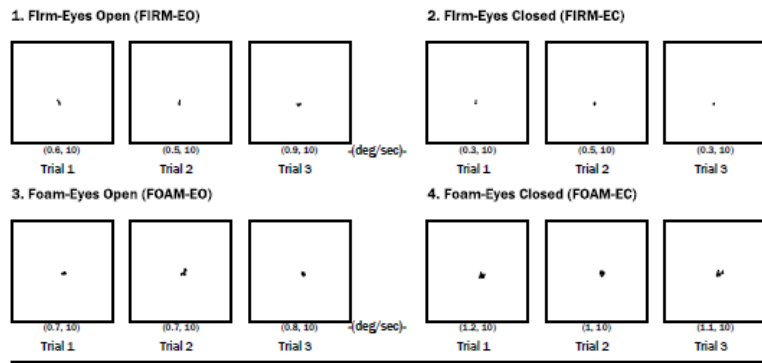 1. Firm-Eyes Open (FIRM-EO)
2. Firm-Eyes Closed (FIRM-EC)
(0.6, 10) (0.5, 10) (0.9, 10) -(deg/sec)- (0.3, 10) (0.5, 10) (0.3, 10)
Trial 1 Trial 2 Trial 3 Trial 1 Trial 2 Trial 3
3. Foam-Eyes Open (FOAM-EO)
4. Foam-Eyes Closed (FOAM-EC)
(0.7, 10) (0.7, 10) (0.8, 10) -(deg/sec)- (1.2, 10) (1, 10) (1.1, 10)
Trial 1 Trial 2 Trial 3 Trial 1 Trial 2 Trial 3